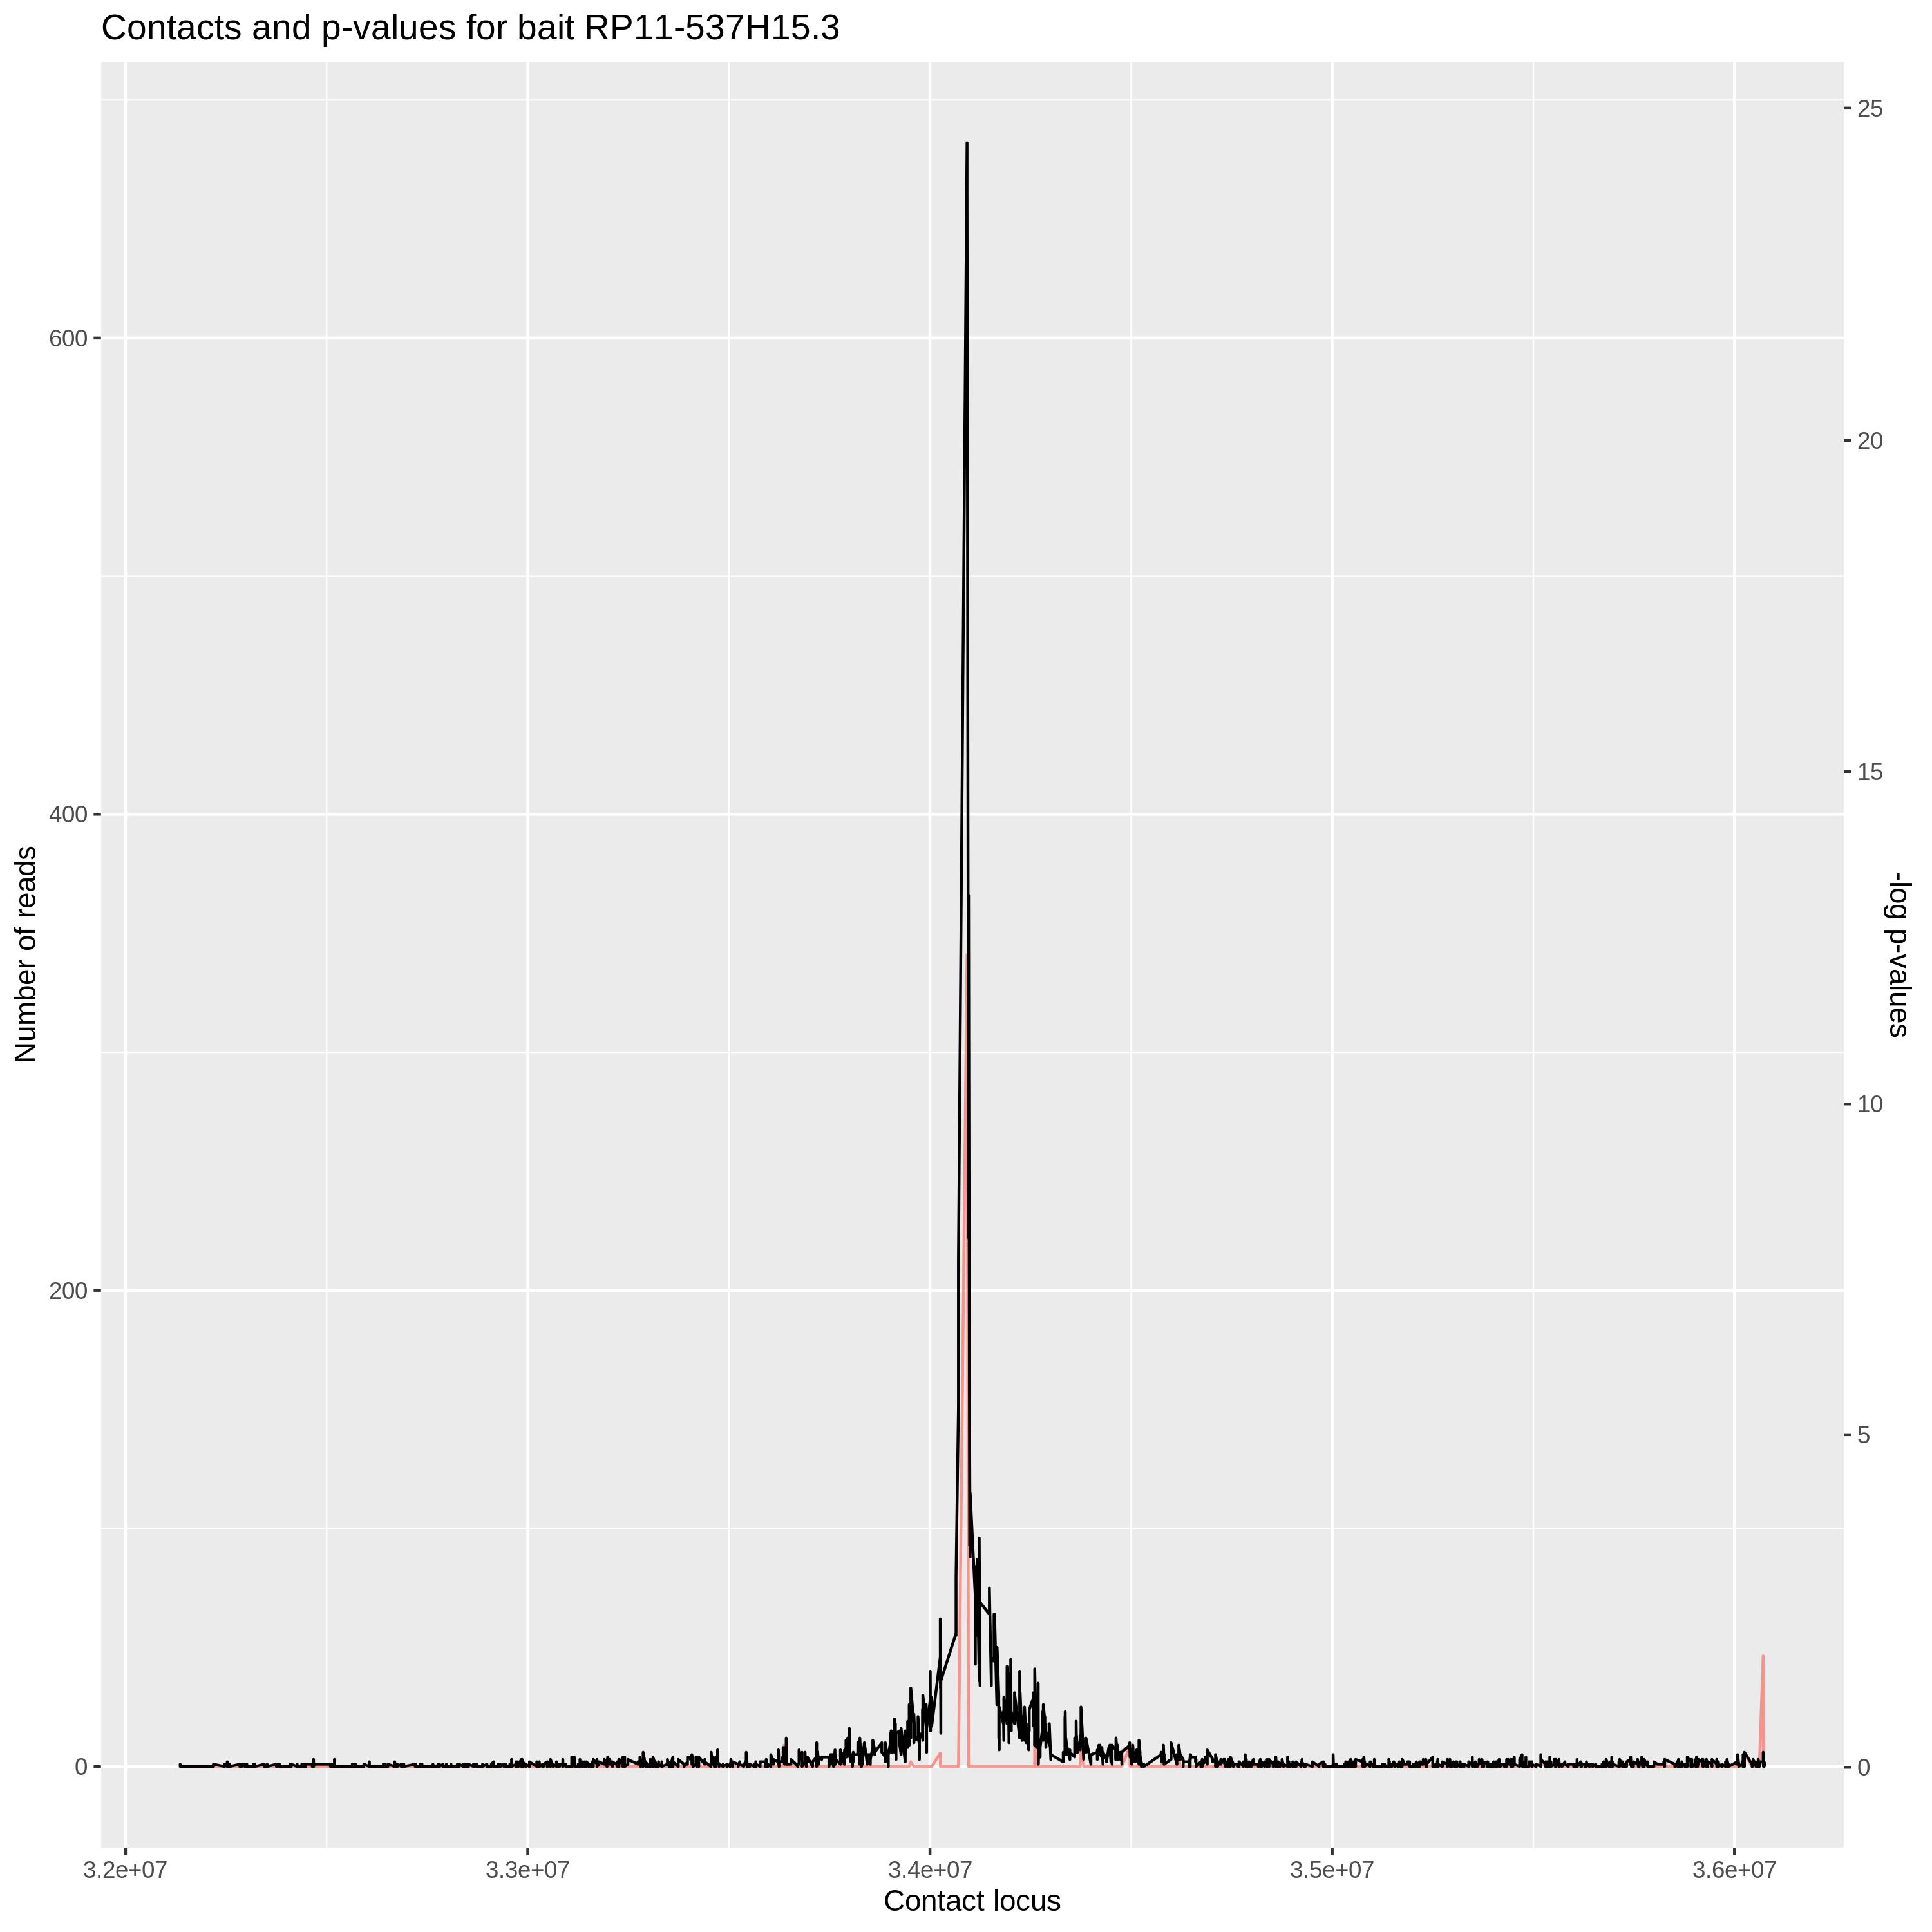 Contacts and p-values for bait RP11-537H15.3
25
20
15
10
5
0
600
400
200
0
Number of reads
-log p-values
3.2e+07 3.3e+07 3.4e+07 3.5e+07 3.6e+07
Contact locus